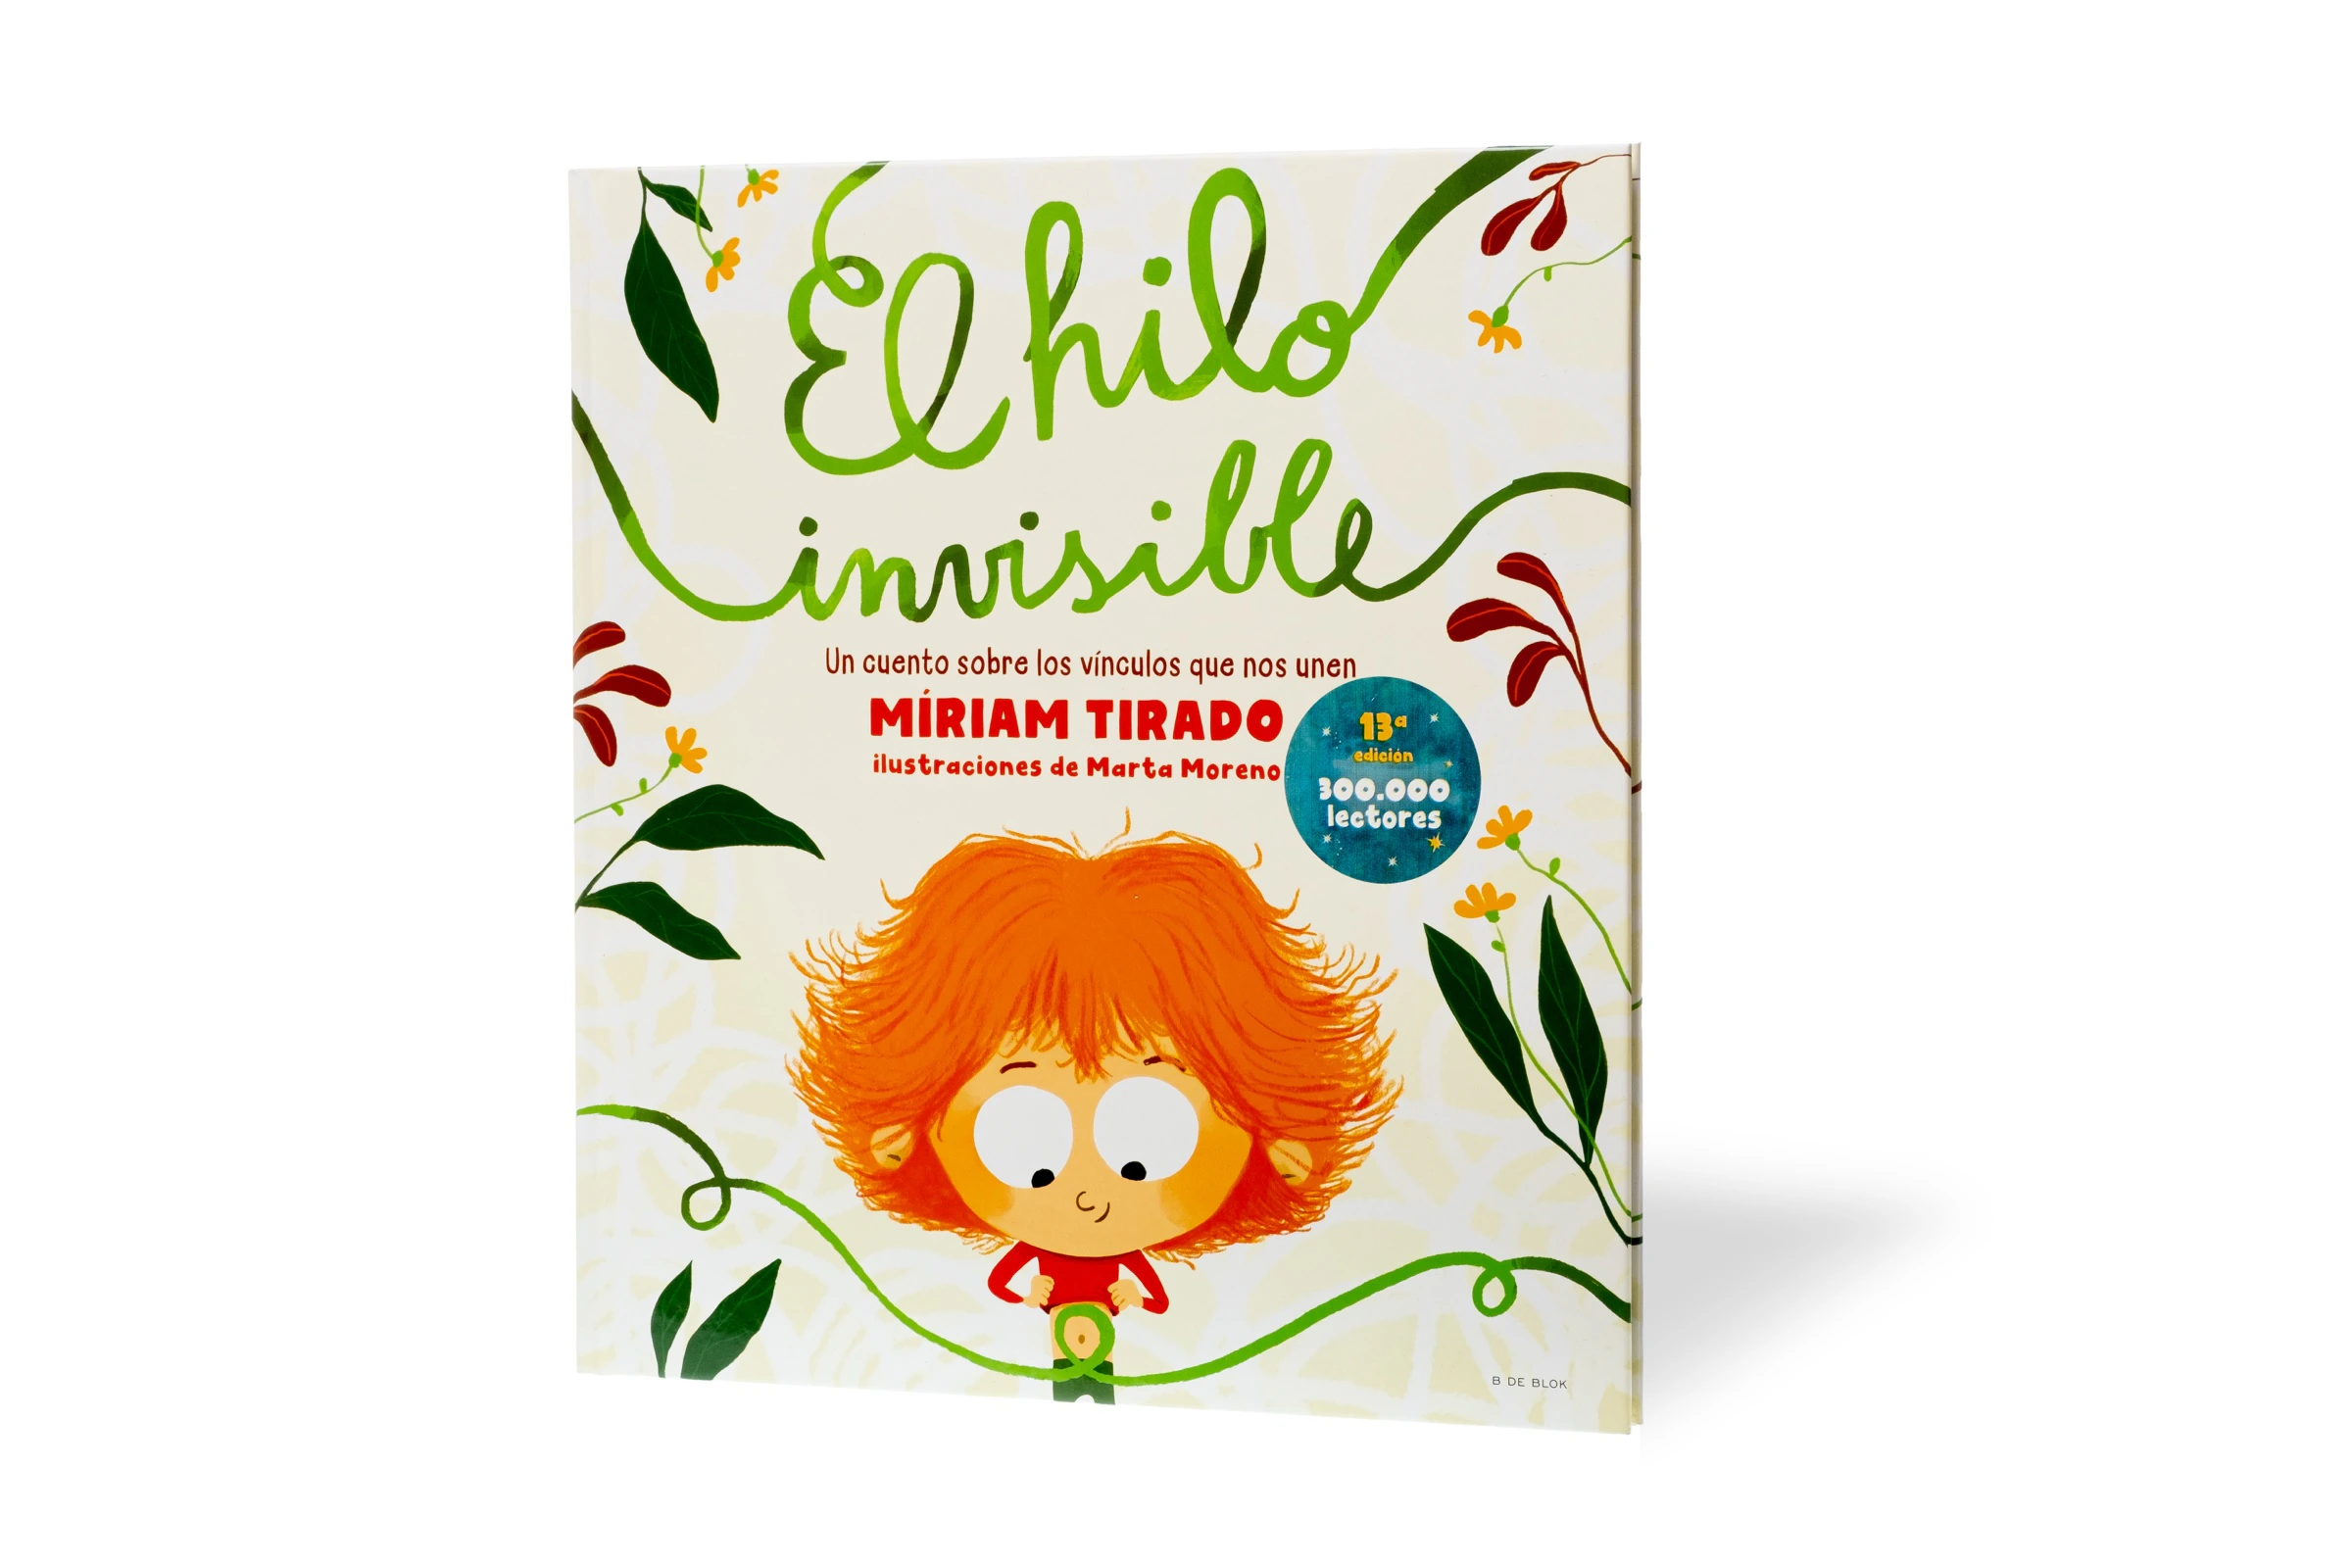 El hilo
invisible
Un cuento sobre los vínculos que nos unen
MÍRIAM TIRADO
ilustraciones de Marta Moreno
13ª
edición
300.000
lectores
B DE BLOK